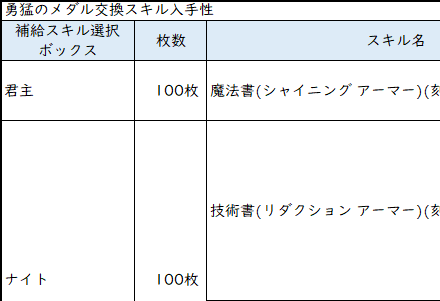 勇猛のメダル交換スキル入手性
補給スキル選択
ボックス
枚数
スキル名
君主
100枚
魔法書(シャイニング アーマー)(刻
技術書(リダクション アーマー)(刻
ナイト
100枚